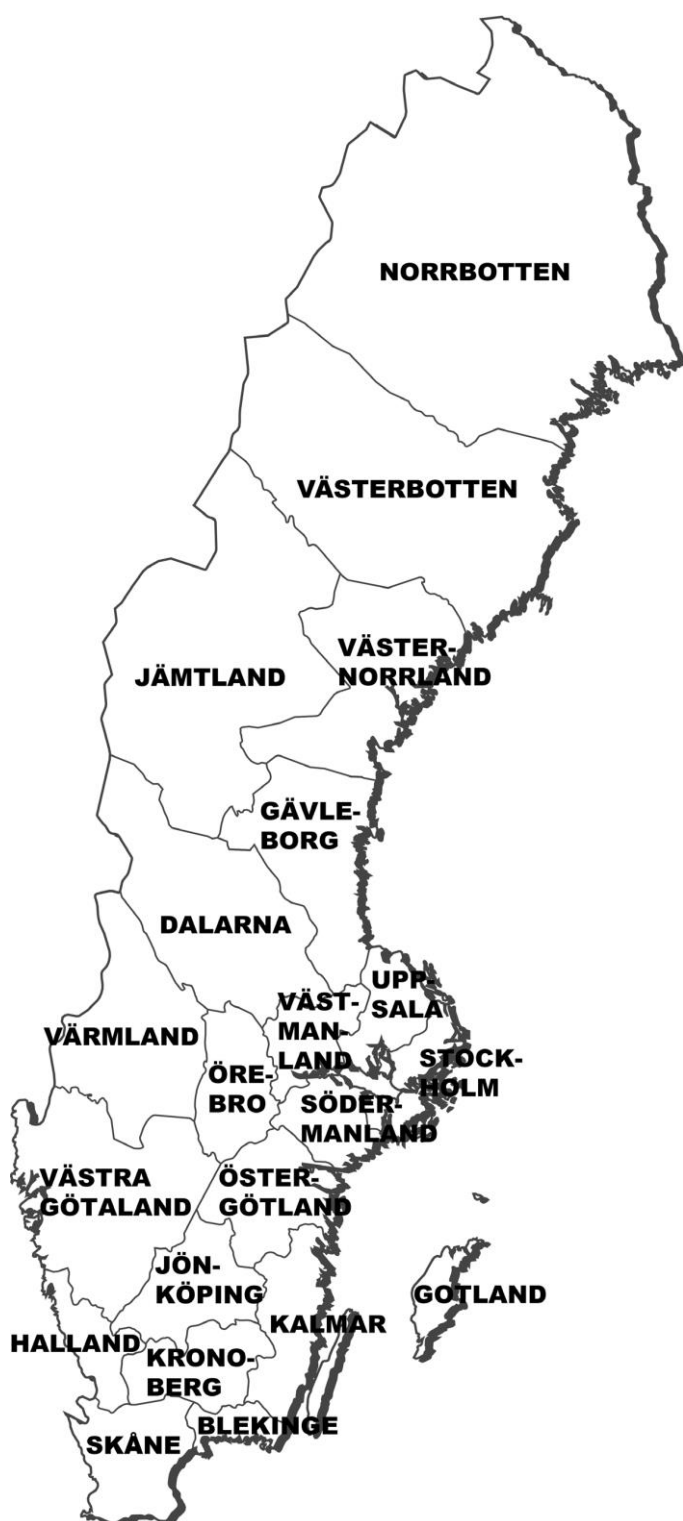 NORRBOTTEN
VÄSTERBOTTEN
VÄSTER-
NORRLAND
JÄMTLAND
GÄVLE-
BORG
DALARNA
UPP-
SALA
VÄST-
MAN-
LAND
VÄRMLAND
STOCK-
HOLM
ÖRE-
BRO
SÖDER-
MANLAND
VÄSTRA
GÖTALAND
ÖSTER-
GÖTLAND
JÖN-
KÖPING
GOTLAND
KALMAR
HALLAND
KRONO-
BERG
BLEKINGE
SKÅNE